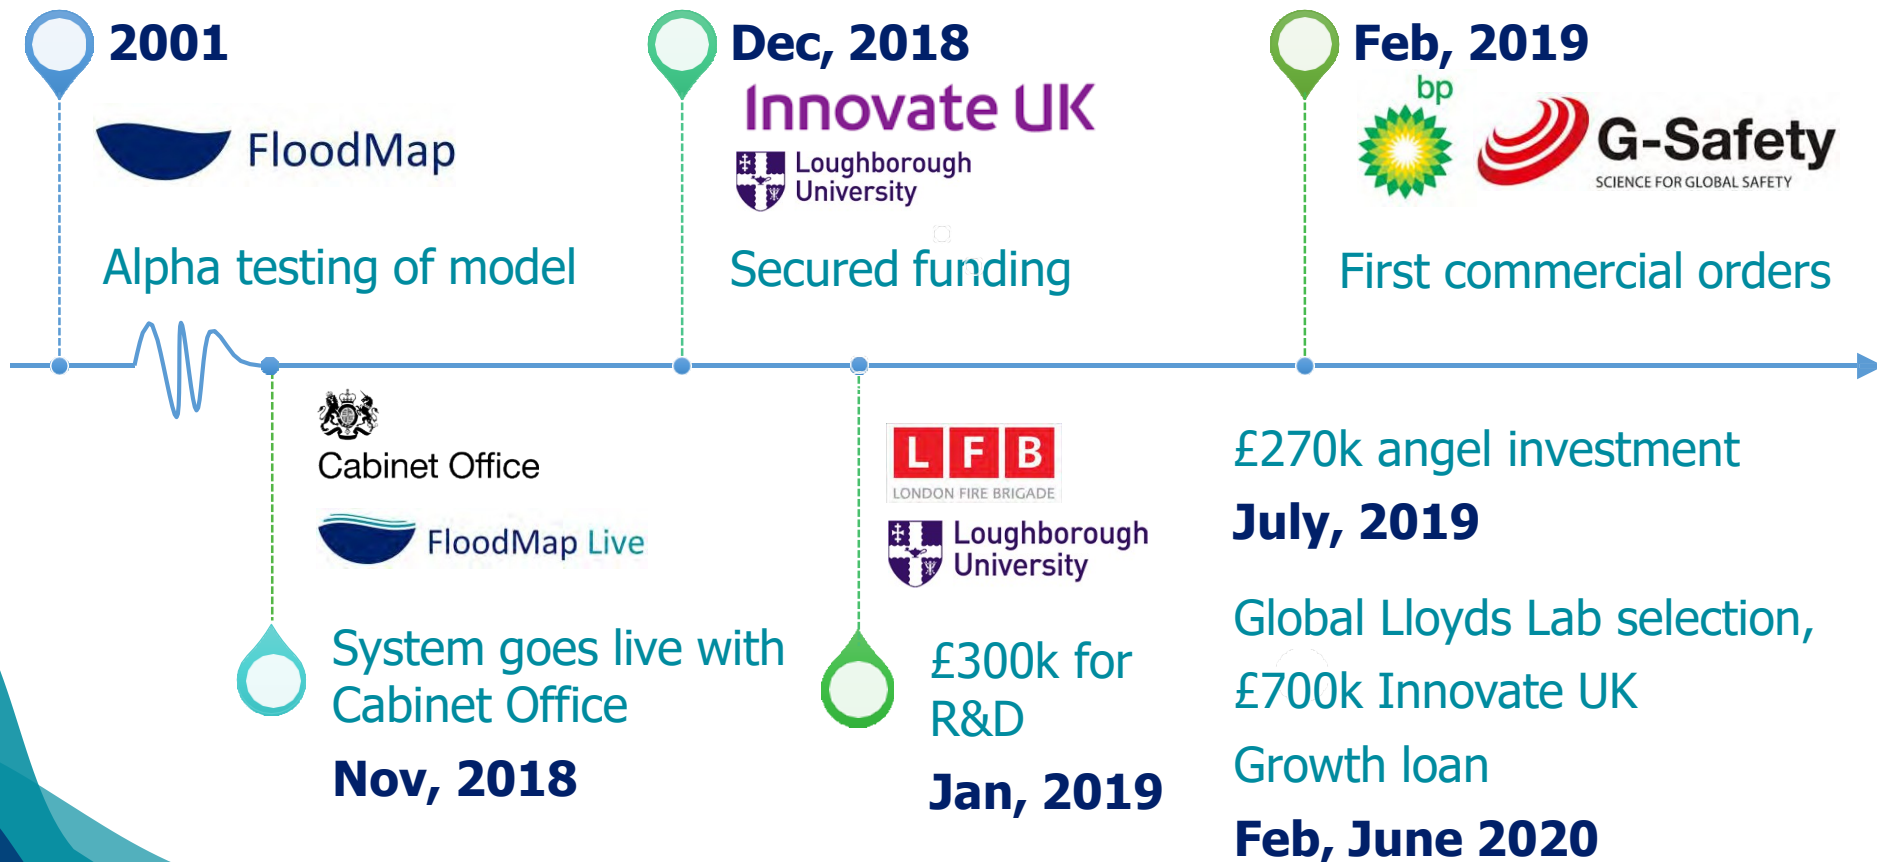 2001
FloodMap
Alpha testing of model
Dec, 2018
Innovate UK
Loughborough
University
Secured funding
Feb, 2019
bp
G-Safety
SCIENCE FOR GLOBAL SAFETY
First commercial orders
Cabinet Office
FloodMap Live
System goes live with
Cabinet Office
Nov, 2018
L F B
LONDON FIRE BRIGADE
Loughborough
University
£300k for
R&D
Jan, 2019
£270k angel investment
July, 2019
Global Lloyds Lab selection,
£700k Innovate UK
Growth loan
Feb, June 2020